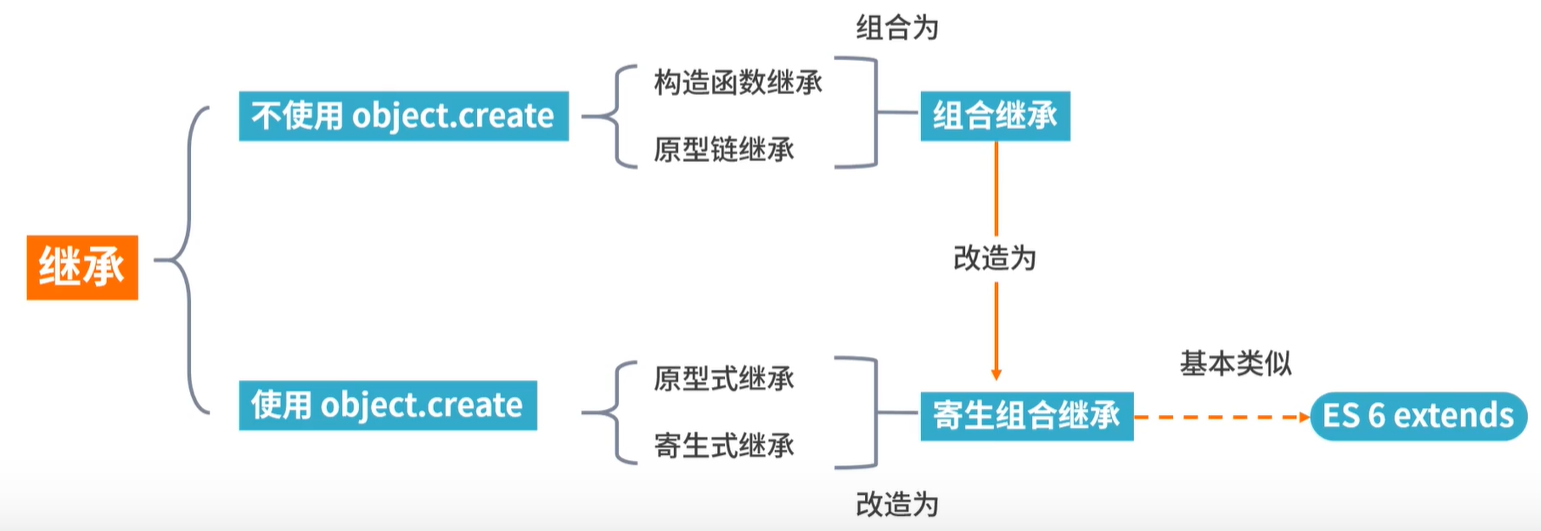 组合为
构造函数继承
不使用 object.create
组合继承
原型链继承
继承
改造为
基本类似
原型式继承
使用 object.create
寄生组合继承
ES 6 extends
寄生式继承
改造为